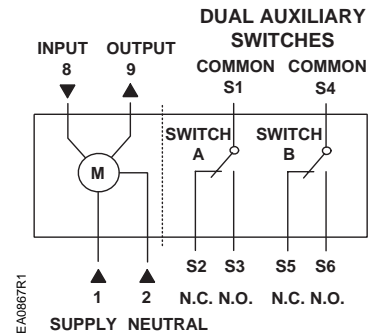 DUAL AUXILIARY
SWITCHES
INPUT OUTPUT
8 9
COMMON COMMON
S1 S4
SWITCH SWITCH
A B
M
S2 S3 S5 S6
1 2 N.C. N.O. N.C. N.O.
SUPPLY NEUTRAL
EA0867R1